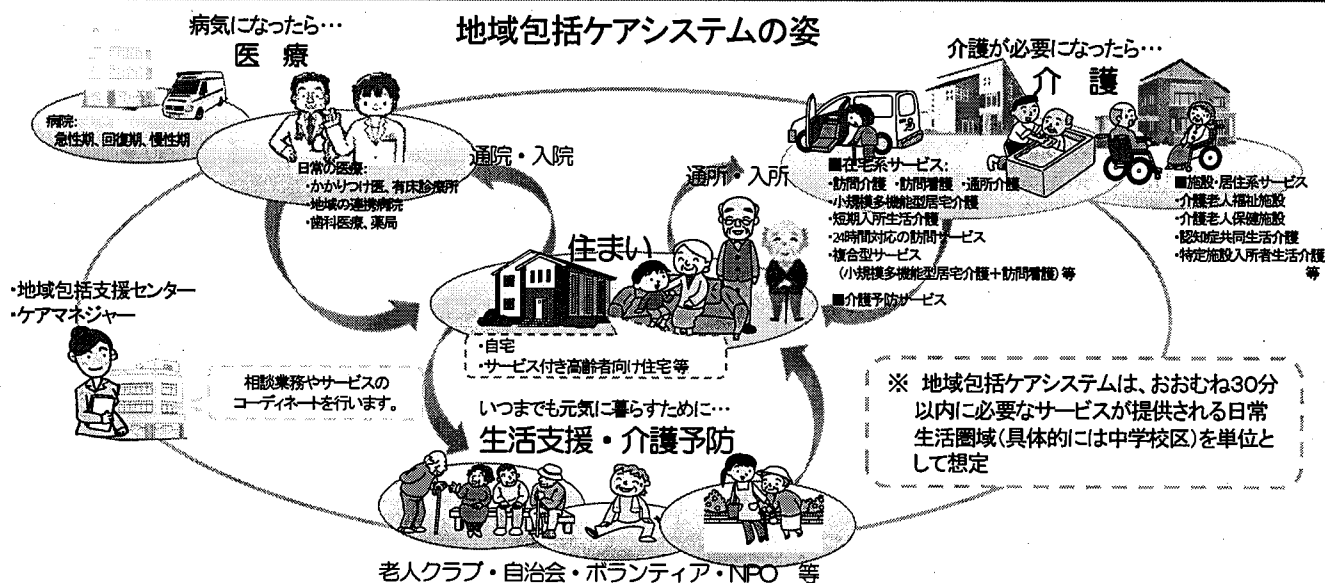 地域包括ケアシステムの姿
病気になったら…
医 療
病院:
急性期、回復期、慢性期
日常の医療:
・かかりつけ医、有床診療所
・地域の連携病院
・歯科医療、薬局
通院・入院
通所・入所
介護が必要になったら…
介 護
■在宅系サービス:
・訪問介護 ・訪問看護 ・通所介護
・小規模多機能型居宅介護
・短期入所生活介護
・24時間対応の訪問サービス
・複合型サービス
（小規模多機能型居宅介護＋訪問看護）等
■介護予防サービス
■施設・居住系サービス
・介護老人福祉施設
・介護老人保健施設
・認知症共同生活介護
・特定施設入所者生活介護
等
住まい
・自宅
・サービス付き高齢者向け住宅等
・地域包括支援センター
・ケアマネジャー
相談業務やサービスの
コーディネートを行います。
いつまでも元気に暮らすために…
生活支援・介護予防
老人クラブ・自治会・ボランティア・NPO 等
※ 地域包括ケアシステムは、おおむね30分
以内に必要なサービスが提供される日常
生活圏域（具体的には中学校区）を単位と
して想定